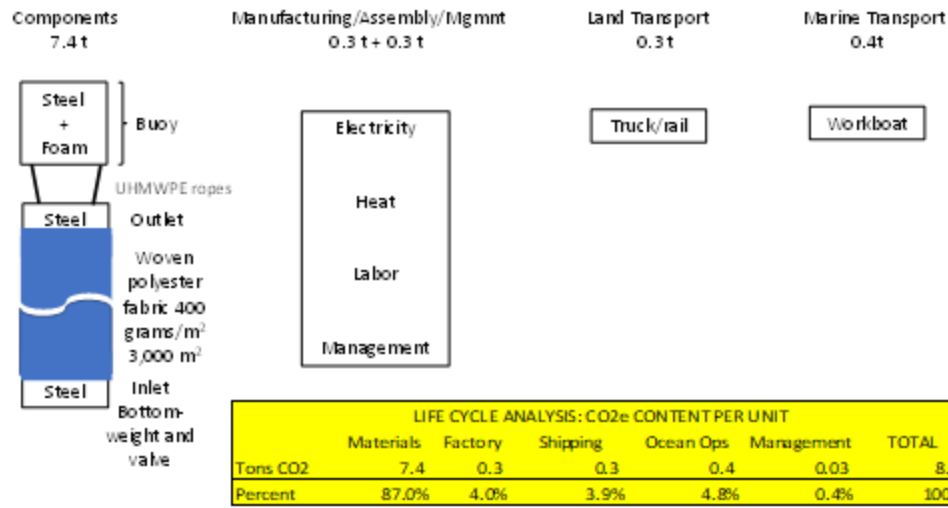 Components
7.4 t
Manufacturing/Assembly/Mgmnt
0.3 t + 0.3 t
Land Transport
0.3 t
Marine Transport
0.4t
Steel
+
Foam
Buoy
UHMWPE ropes
Steel
Outlet
Woven
polyester
fabric 400
grams/m²
3,000 m²
Steel
Inlet
Bottom-
weight and
valve
Electricity
Heat
Labor
Management
Truck/rail
Workboat
LIFE CYCLE ANALYSIS: CO2e CONTENT PER UNIT
Materials Factory Shipping Ocean Ops Management TOTAL
Tons CO2 7.4 0.3 0.3 0.4 0.03 8.
Percent 87.0% 4.0% 3.9% 4.8% 0.4% 100